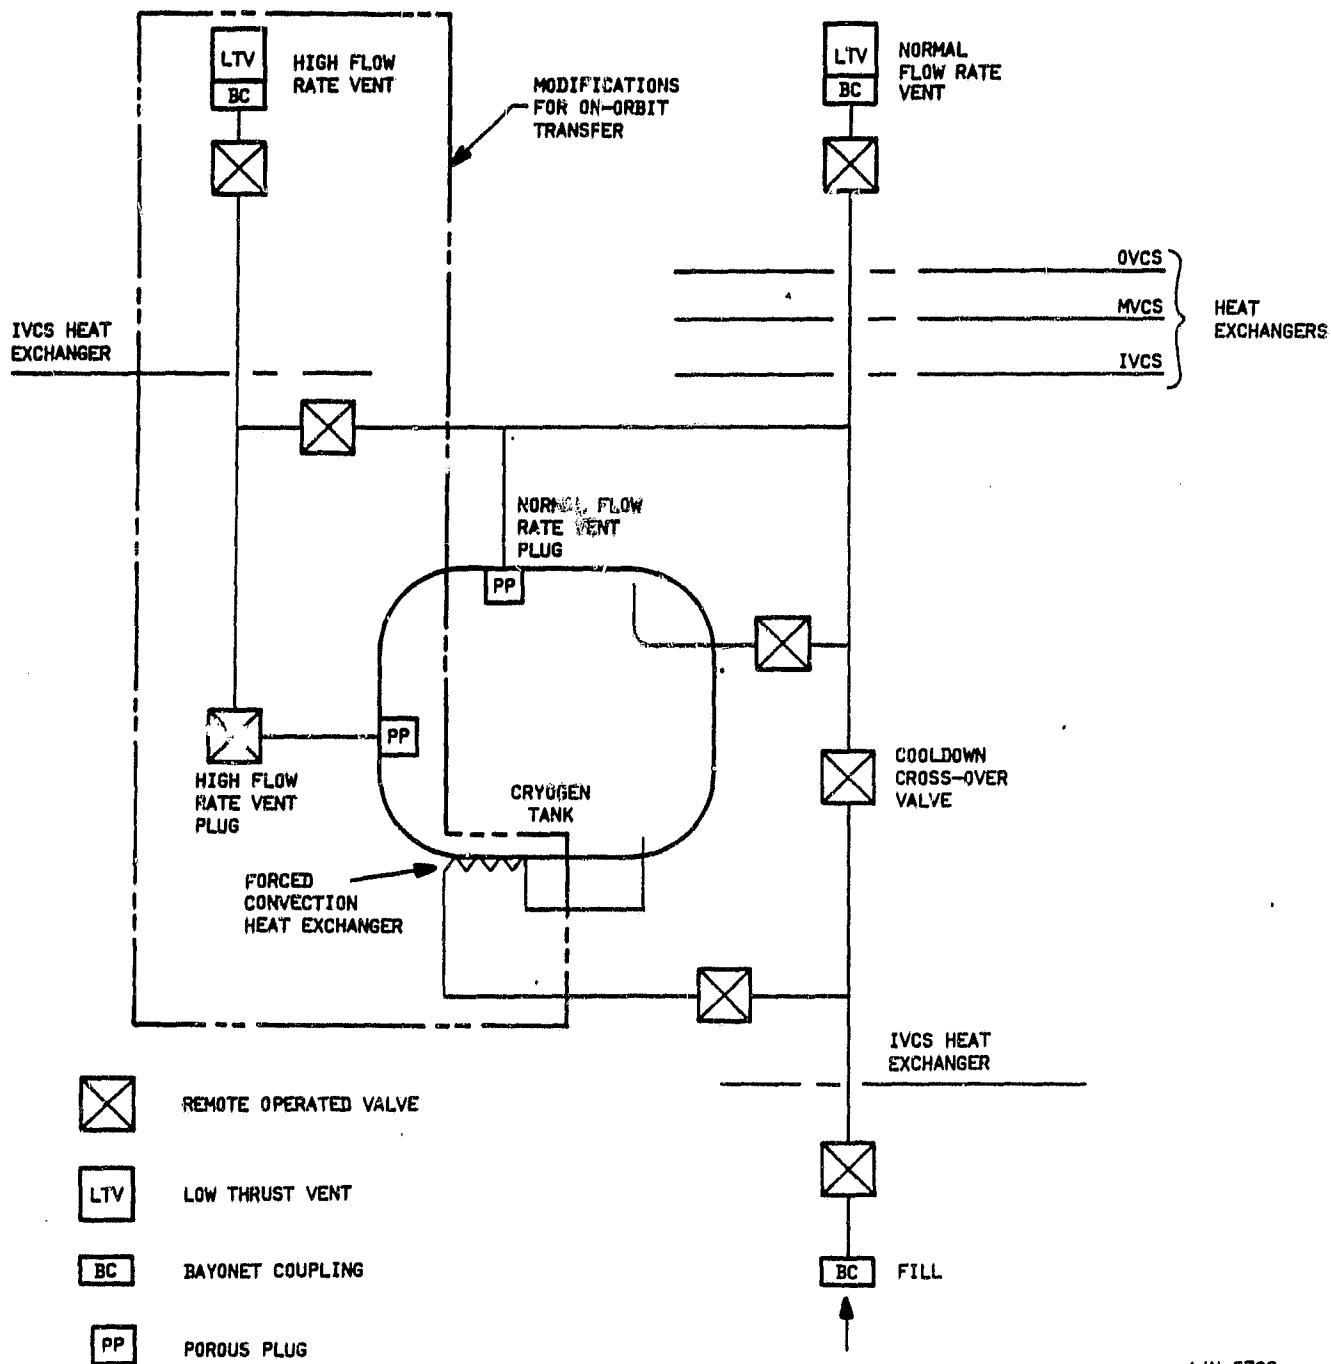 LTV
BC
HIGH FLOW
RATE VENT
MODIFICATIONS
FOR ON-ORBIT
TRANSFER
LTV
BC
NORMAL
FLOW RATE
VENT
OVCS
MVCS
IVCS
HEAT
EXCHANGERS
IVCS HEAT
EXCHANGER
NORMAL FLOW
RATE VENT
PLUG
PP
PP
HIGH FLOW
RATE VENT
PLUG
CRYOGEN
TANK
COOLDOWN
CROSS-OVER
VALVE
FORCED
CONVECTION
HEAT EXCHANGER
IVCS HEAT
EXCHANGER
REMOTE OPERATED VALVE
LTV LOW THRUST VENT
BC BAYONET COUPLING
BC FILL
PP POROUS PLUG